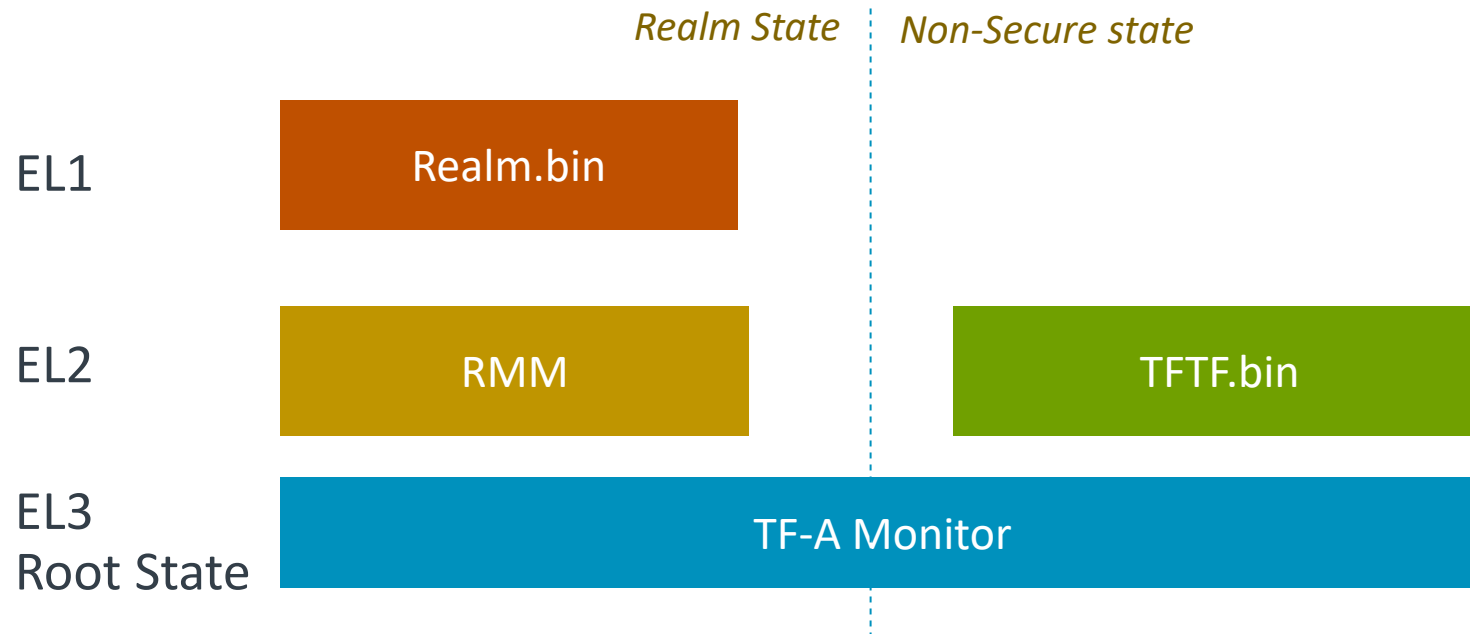 Realm State
Non-Secure state
EL1
Realm.bin
EL2
RMM
TFTF.bin
EL3
Root State
TF-A Monitor